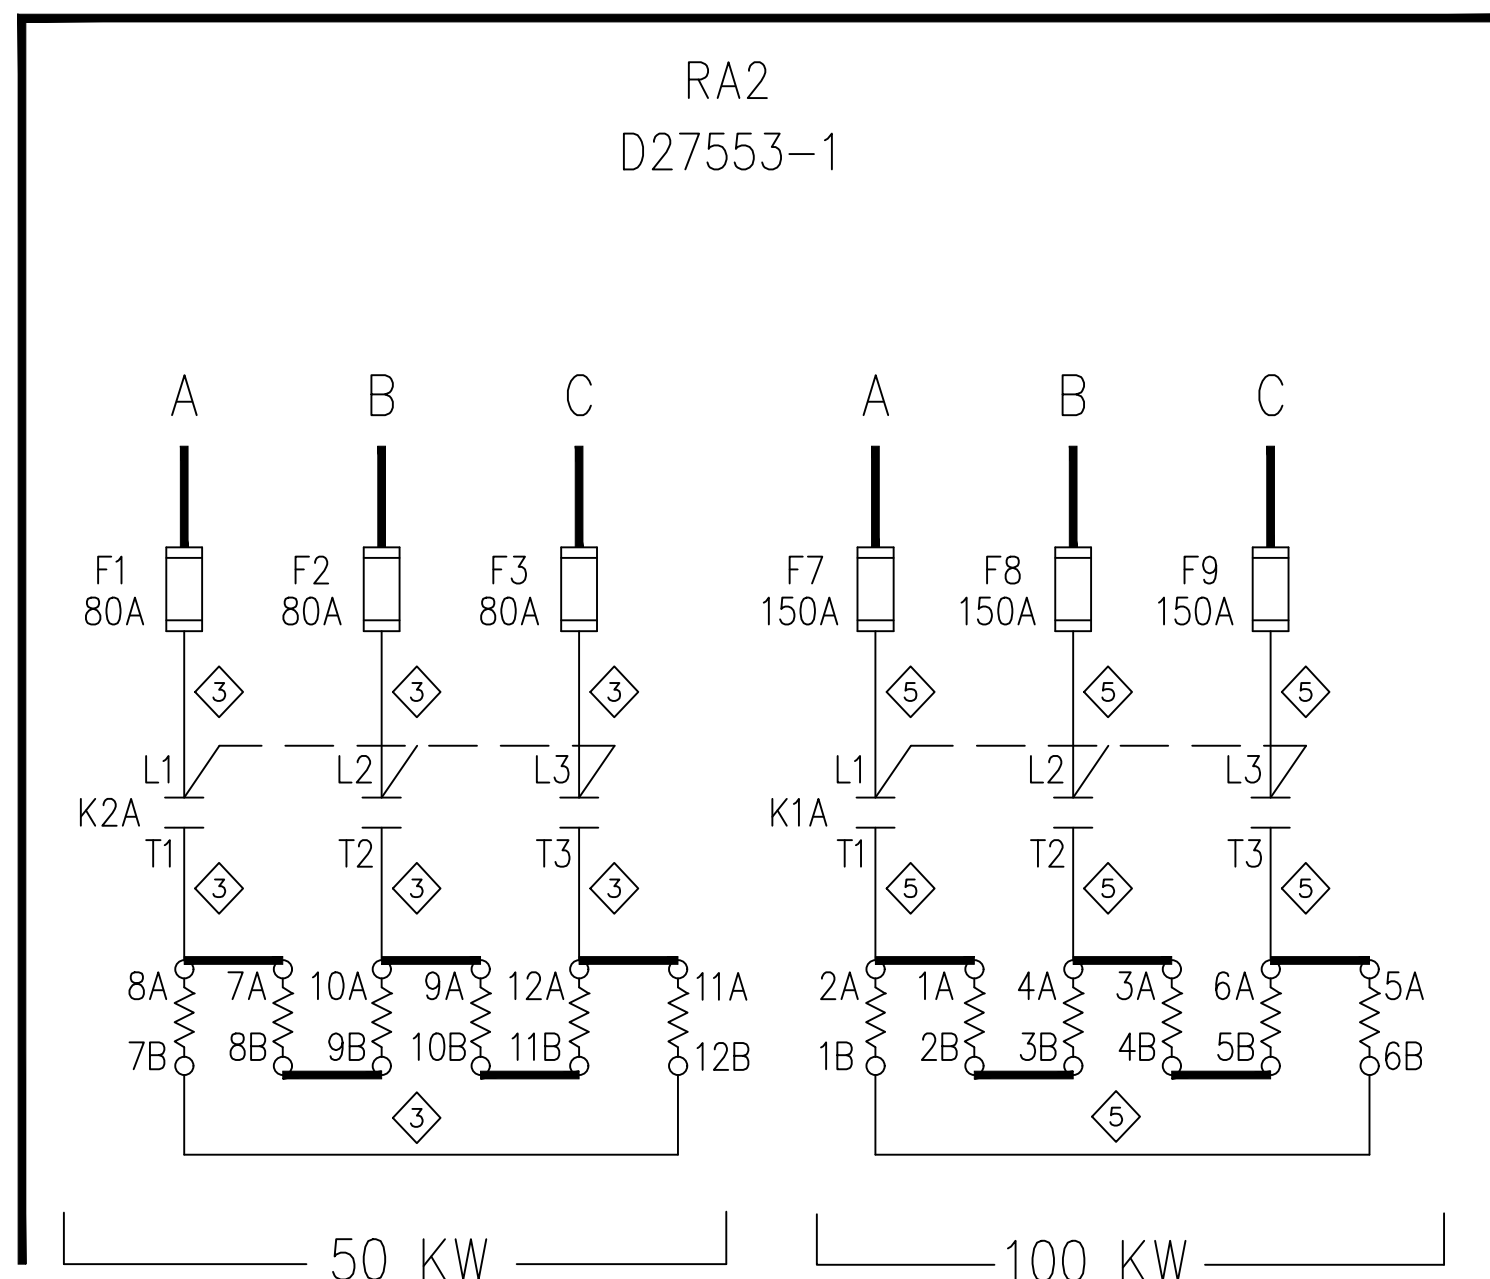 RA2
D27553-1
A B C A B C
F1 F2 F3 F7 F8 F9
80A 80A 80A 150A 150A 150A
3 3 3 5 5 5
L1 L2 L3 L1 L2 L3
K2A K1A
T1 T2 T3 T1 T2 T3
3 3 3 5 5 5
8A 7A 10A 9A 12A 11A 2A 1A 4A 3A 6A 5A
7B 8B 9B 10B 11B 12B 1B 2B 3B 4B 5B 6B
3 5
50 KW 100 KW